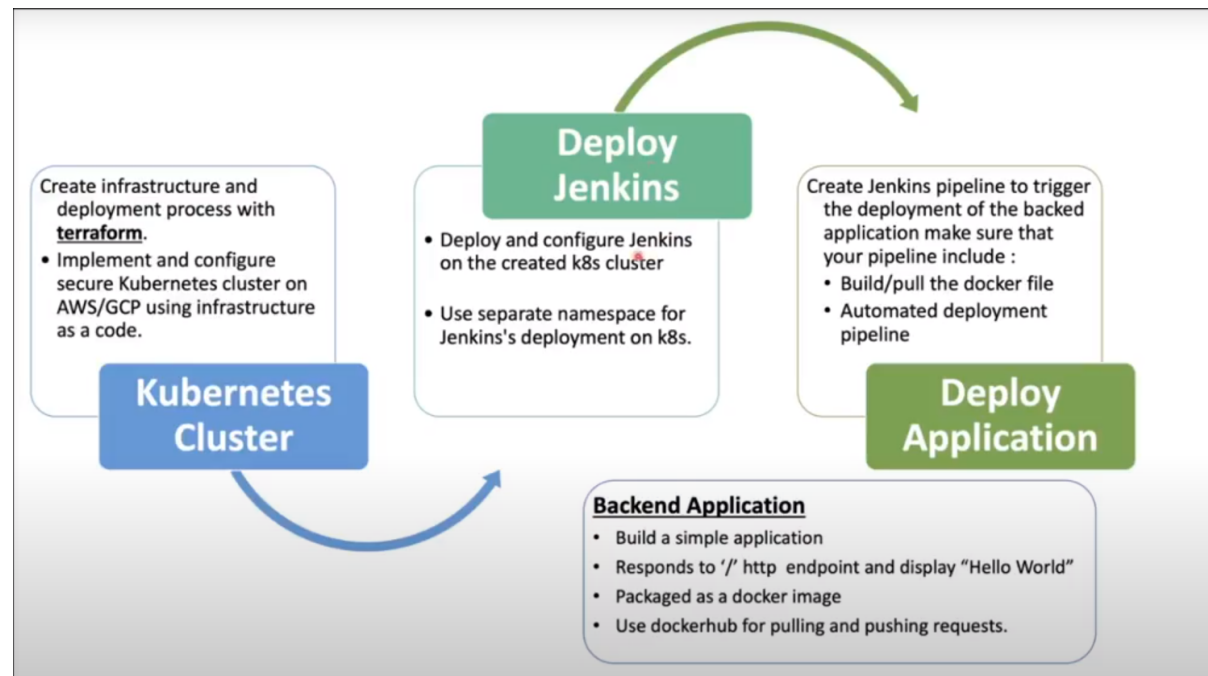 Create infrastructure and
deployment process with
terraform.
• Implement and configure
secure Kubernetes cluster on
AWS/GCP using infrastructure
as a code.
Kubernetes
Cluster
Deploy
Jenkins
• Deploy and configure Jenkins
on the created k8s cluster
• Use separate namespace for
Jenkins's deployment on k8s.
Create Jenkins pipeline to trigger
the deployment of the backed
application make sure that
your pipeline include :
• Build/pull the docker file
• Automated deployment
pipeline
Deploy
Application
Backend Application
• Build a simple application
• Responds to ‘/’ http endpoint and display “Hello World”
• Packaged as a docker image
• Use dockerhub for pulling and pushing requests.